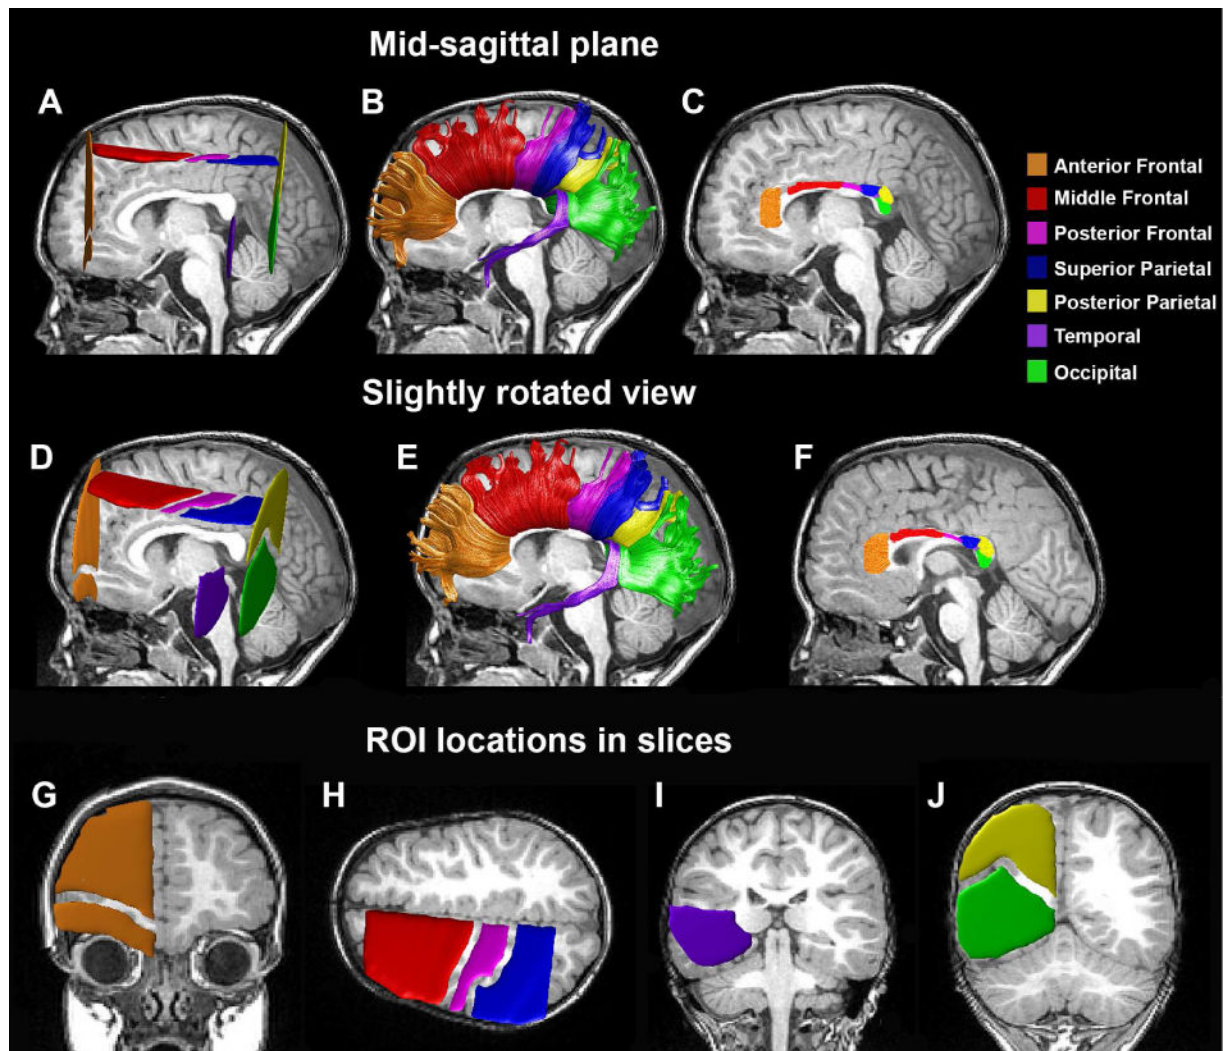 Mid-sagittal plane
A
B
C
Anterior Frontal
Middle Frontal
Posterior Frontal
Superior Parietal
Posterior Parietal
Temporal
Occipital
Slightly rotated view
D
E
F
ROI locations in slices
G
H
I
J